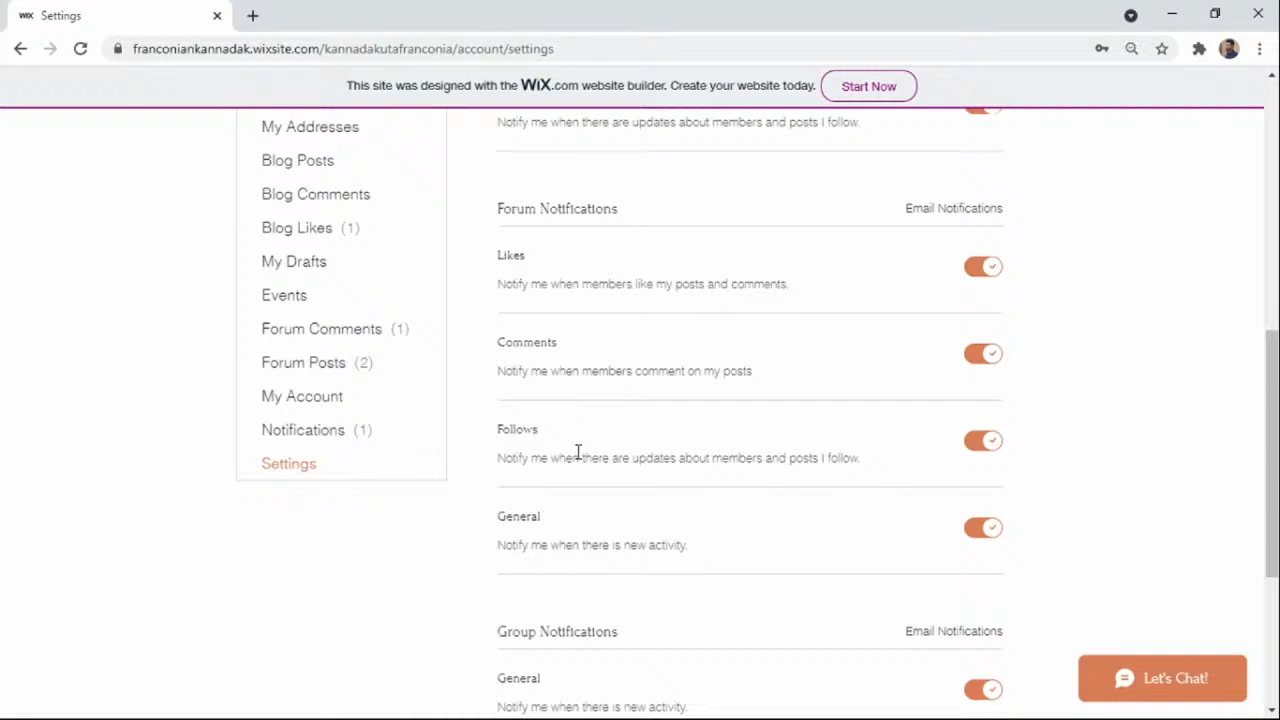 WIX Settings
franconiankannadak.wixsite.com/kannadakutafranconia/account/settings
This site was designed with the WiX.com website builder. Create your website today. Start Now
My Addresses
Blog Posts
Blog Comments
Blog Likes (1)
My Drafts
Events
Forum Comments (1)
Forum Posts (2)
My Account
Notifications (1)
Settings
Notify me when there are updates about members and posts I follow.
Forum Notifications Email Notifications
Likes
Notify me when members like my posts and comments.
Comments
Notify me when members comment on my posts
Follows
Notify me when there are updates about members and posts I follow.
General
Notify me when there is new activity.
Group Notifications Email Notifications
General
Notify me when there is new activity.
Let's Chat!